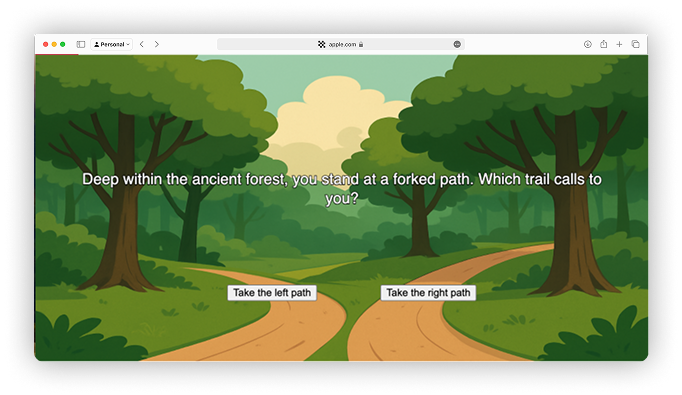 Personal
apple.com
Deep within the ancient forest, you stand at a forked path. Which trail calls to
you?
Take the left path
Take the right path